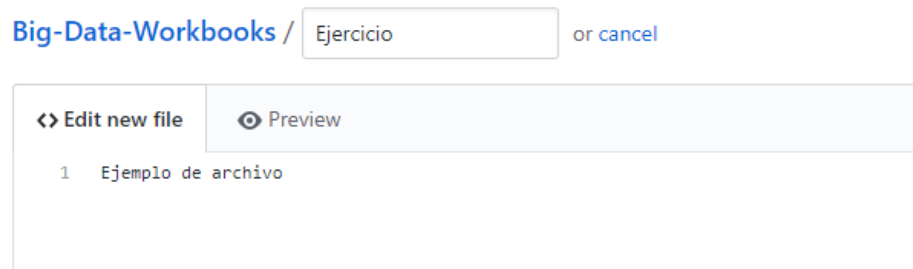 Big-Data-Workbooks / Ejercicio or cancel
<> Edit new file Preview
1 Ejemplo de archivo